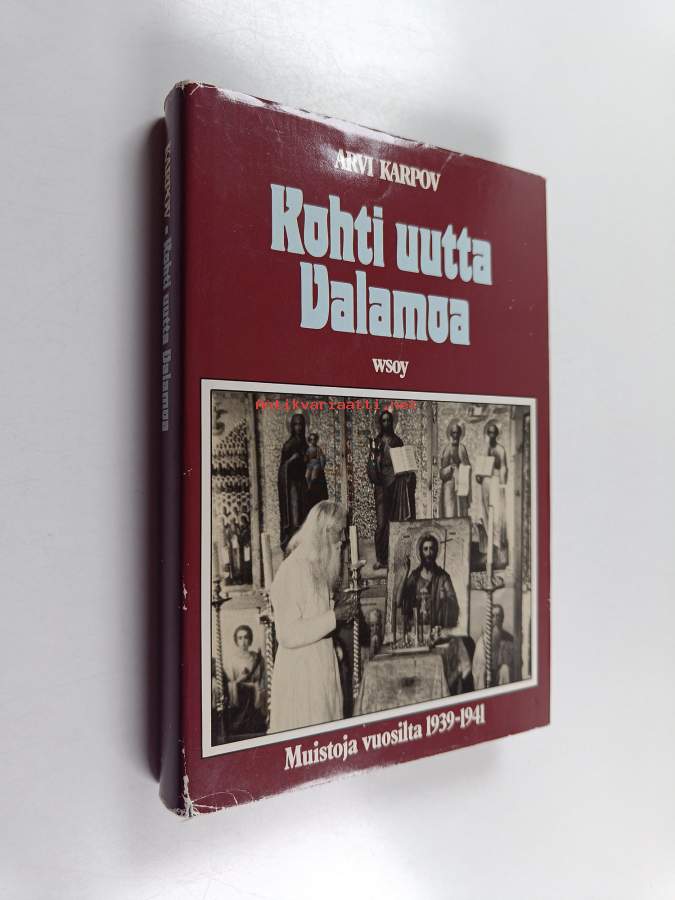 ARVI KARPOV
Kohti uutta
Valamoa
wsoy
Antikvariaatti.net
Muistoja vuosilta 1939-1941
KARPOV • Kohti uutta Valamoa